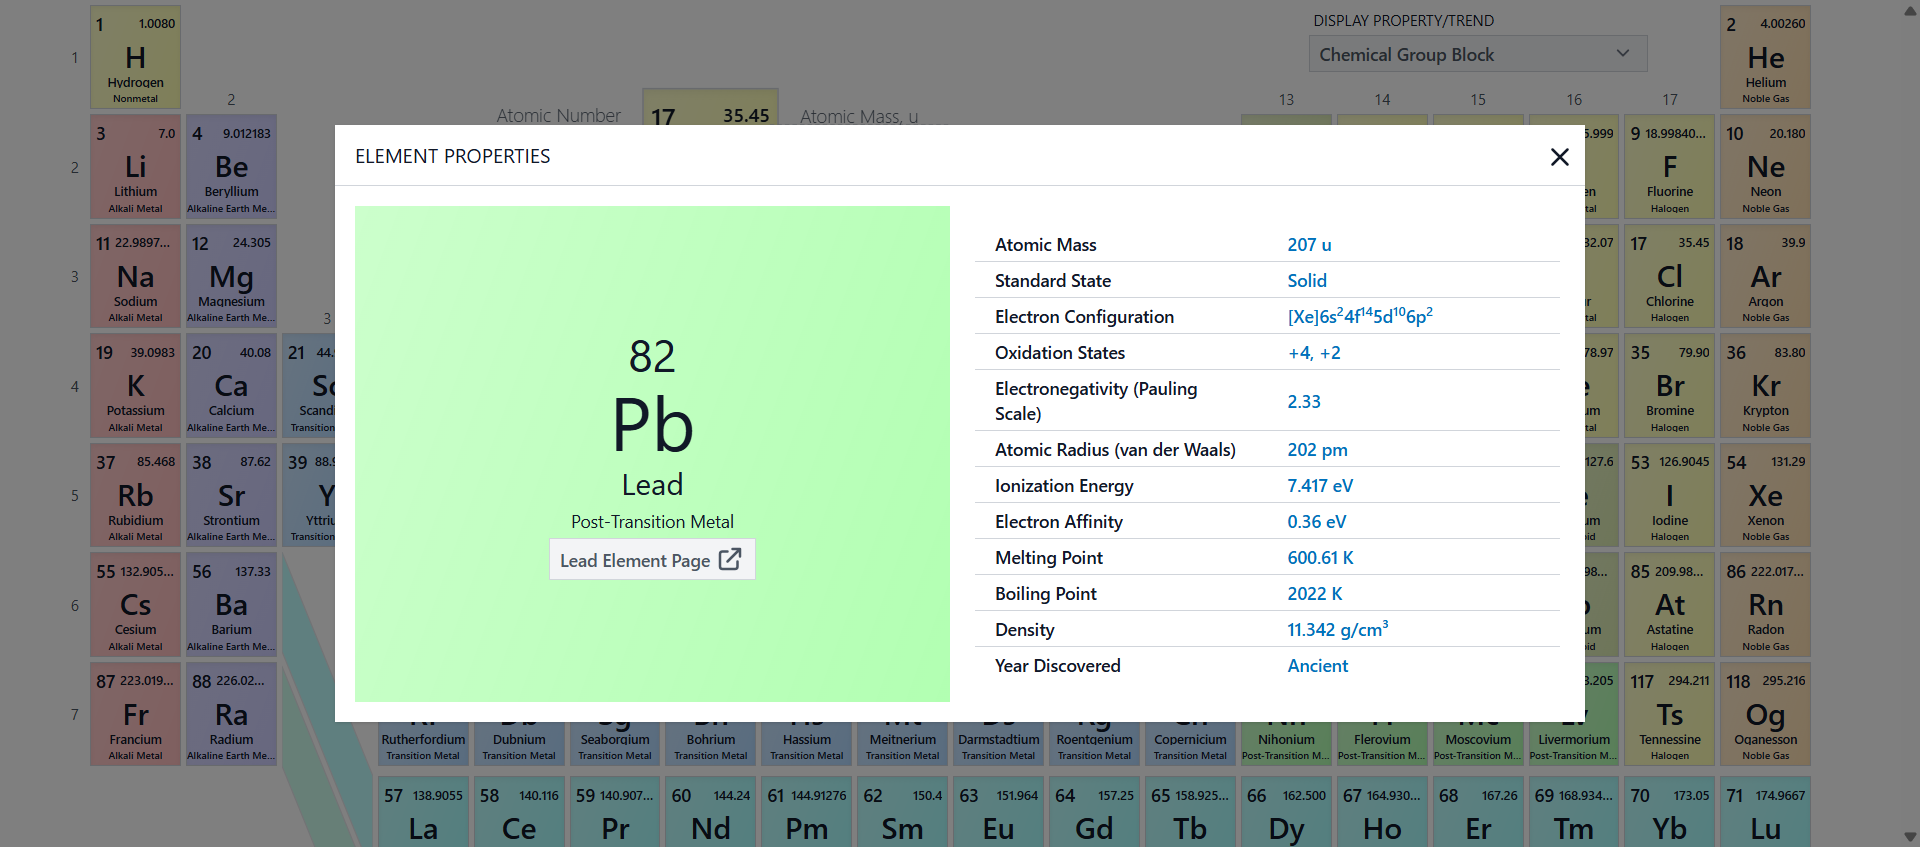 1 1.0080
H
Hydrogen
Nonmetal
DISPLAY PROPERTY/TREND
Chemical Group Block
2 4.00260
He
Helium
Noble Gas
1
2
13 14 15 16 17
Atomic Number 17 35.45 Atomic Mass, u
3 7.0
Li
Lithium
Alkali Metal
4 9.012183
Be
Beryllium
Alkaline Earth Me...
9 18.99840...
F
Fluorine
Halogen
10 20.180
Ne
Neon
Noble Gas
2
ELEMENT PROPERTIES
82
Pb
Lead
Post-Transition Metal
Lead Element Page
Atomic Mass 207 u
Standard State Solid
Electron Configuration [Xe]6s²4f¹⁴5d¹⁰6p²
Oxidation States +4, +2
Electronegativity (Pauling
Scale) 2.33
Atomic Radius (van der Waals) 202 pm
Ionization Energy 7.417 eV
Electron Affinity 0.36 eV
Melting Point 600.61 K
Boiling Point 2022 K
Density 11.342 g/cm³
Year Discovered Ancient
3
11 22.9897...
Na
Sodium
Alkali Metal
12 24.305
Mg
Magnesium
Alkaline Earth Me...
17 35.45
Cl
Chlorine
Halogen
18 39.9
Ar
Argon
Noble Gas
3
4
19 39.0983
K
Potassium
Alkali Metal
20 40.08
Ca
Calcium
Alkaline Earth Me...
21
35 79.90
Br
Bromine
Halogen
36 83.80
Kr
Krypton
Noble Gas
5
37 85.468
Rb
Rubidium
Alkali Metal
38 87.62
Sr
Strontium
Alkaline Earth Me...
39
Y
53 126.9045
I
Iodine
Halogen
54 131.29
Xe
Xenon
Noble Gas
6
55 132.905...
Cs
Cesium
Alkali Metal
56 137.33
Ba
Barium
Alkaline Earth Me...
85 209.98...
At
Astatine
Halogen
86 222.017...
Rn
Radon
Noble Gas
7
87 223.019...
Fr
Francium
Alkali Metal
88 226.02...
Ra
Radium
Alkaline Earth Me...
Rutherfordium
Transition Metal
Dubnium
Transition Metal
Seaborgium
Transition Metal
Bohrium
Transition Metal
Hassium
Transition Metal
Meitnerium
Transition Metal
Darmstadtium
Transition Metal
Roentgenium
Transition Metal
Copernicium
Transition Metal
Nihonium
Post-Transition M...
Flerovium
Post-Transition M...
Moscovium
Post-Transition M...
Livermorium
Post-Transition M...
117 294.211
Ts
Tennessine
Halogen
118 295.216
Og
Oganesson
Noble Gas
57 138.9055
La
58 140.116
Ce
59 140.907...
Pr
60 144.24
Nd
61 144.91276
Pm
62 150.4
Sm
63 151.964
Eu
64 157.25
Gd
65 158.925...
Tb
66 162.500
Dy
67 164.930...
Ho
68 167.26
Er
69 168.934...
Tm
70 173.05
Yb
71 174.9667
Lu